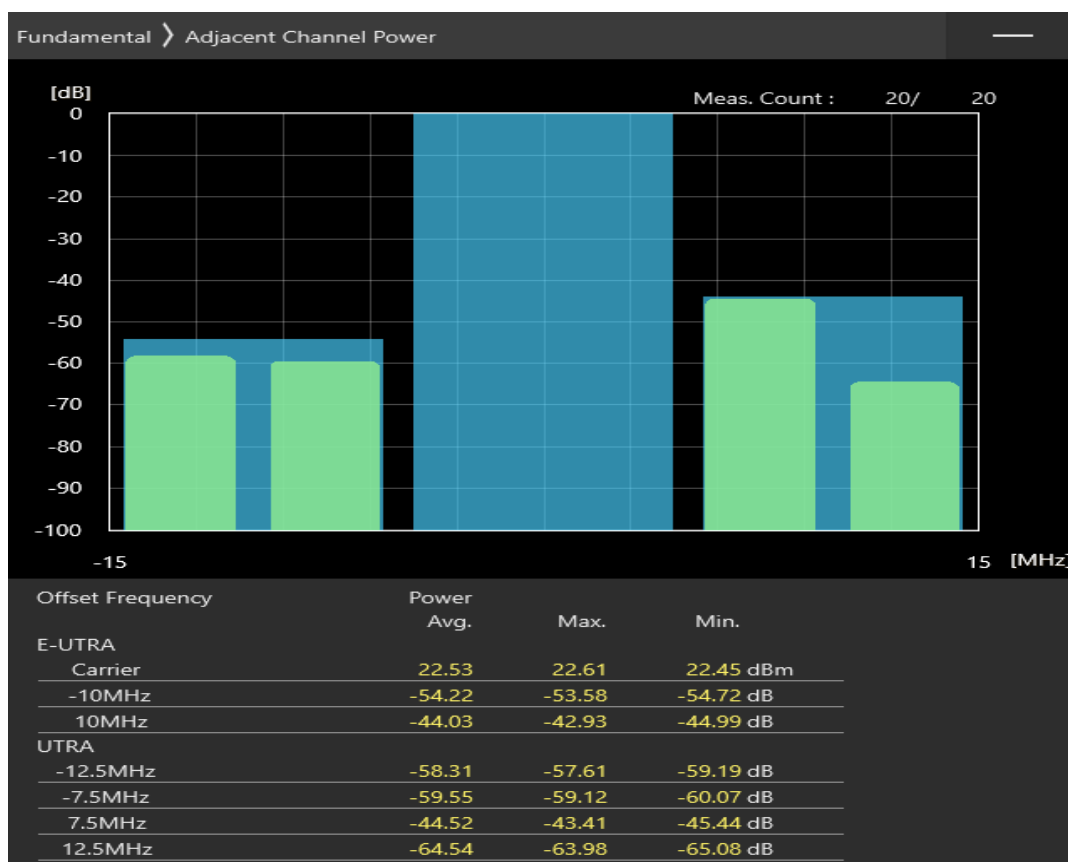 Fundamental ❯ Adjacent Channel Power
[dB]
Meas. Count : 20/ 20
0
-10
-20
-30
-40
-50
-60
-70
-80
-90
-100
-15 15 [MHz]
Offset Frequency Power
Avg. Max. Min.
E-UTRA
Carrier 22.53 22.61 22.45 dBm
-10MHz -54.22 -53.58 -54.72 dB
10MHz -44.03 -42.93 -44.99 dB
UTRA
-12.5MHz -58.31 -57.61 -59.19 dB
-7.5MHz -59.55 -59.12 -60.07 dB
7.5MHz -44.52 -43.41 -45.44 dB
12.5MHz -64.54 -63.98 -65.08 dB